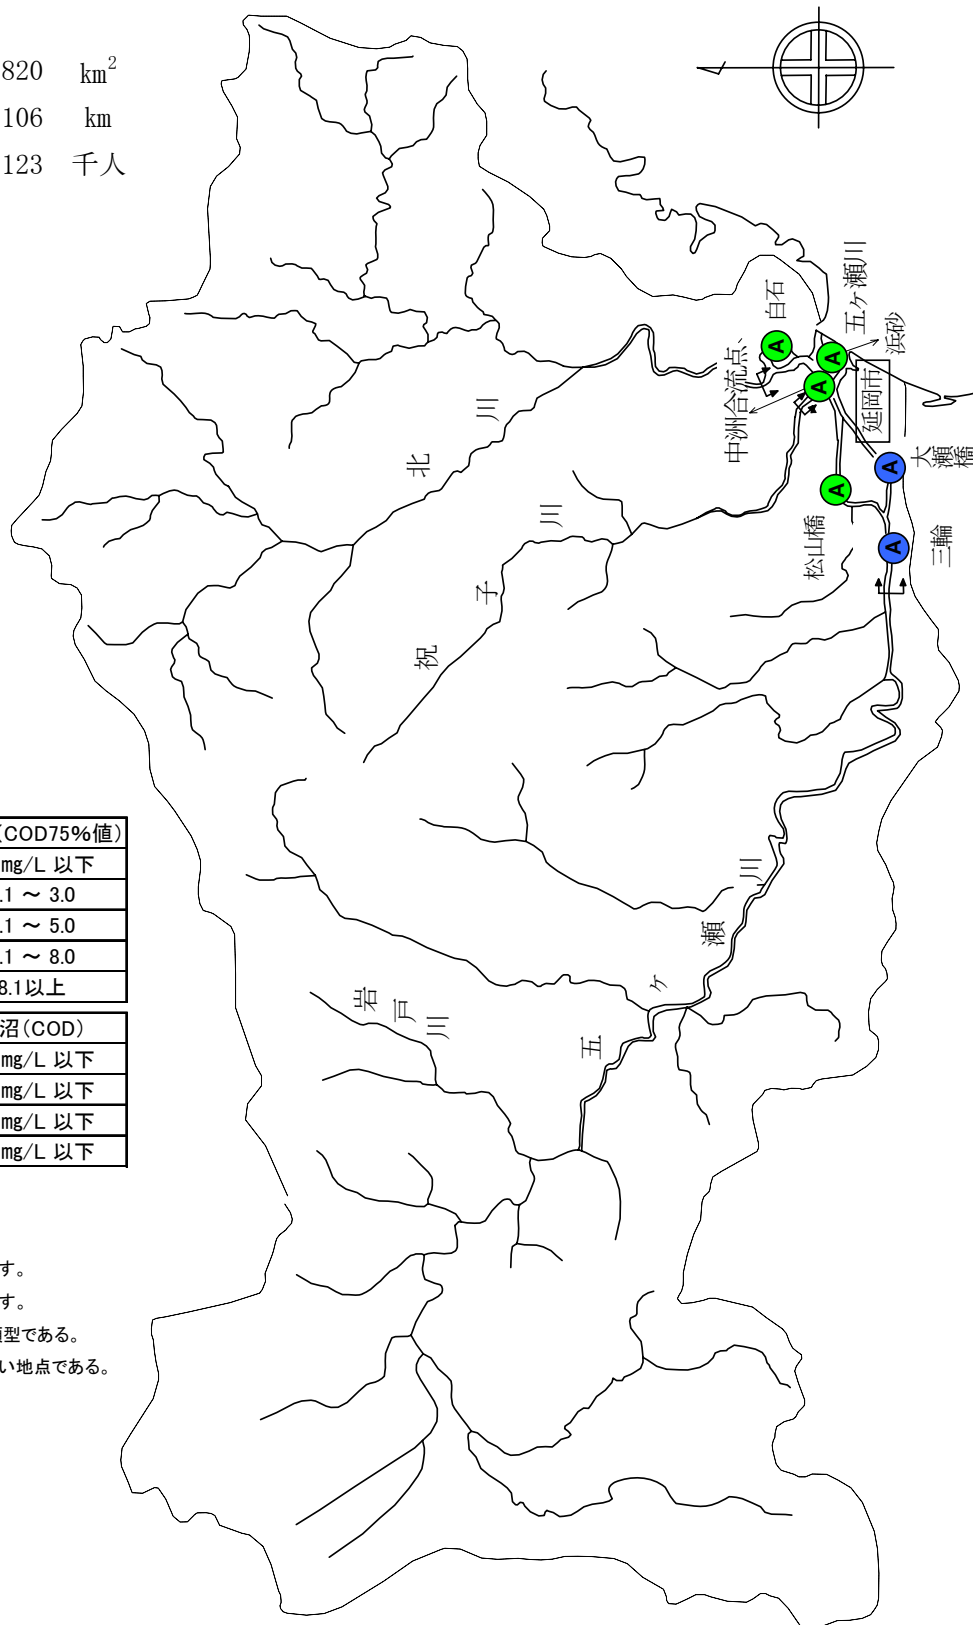 820 km²
106 km
123 千人
白石
中洲合流点、
五ヶ瀬川
浜砂
延岡市
大瀬橋
三輪
松山橋
A
A
A
A
A
A
北川
祝子川
五ヶ瀬川
岩戸川
(COD75%値)
mg/L 以下
.1 ～ 3.0
.1 ～ 5.0
.1 ～ 8.0
8.1以上
沼(COD)
mg/L 以下
mg/L 以下
mg/L 以下
mg/L 以下
す。
す。
類型である。
い地点である。